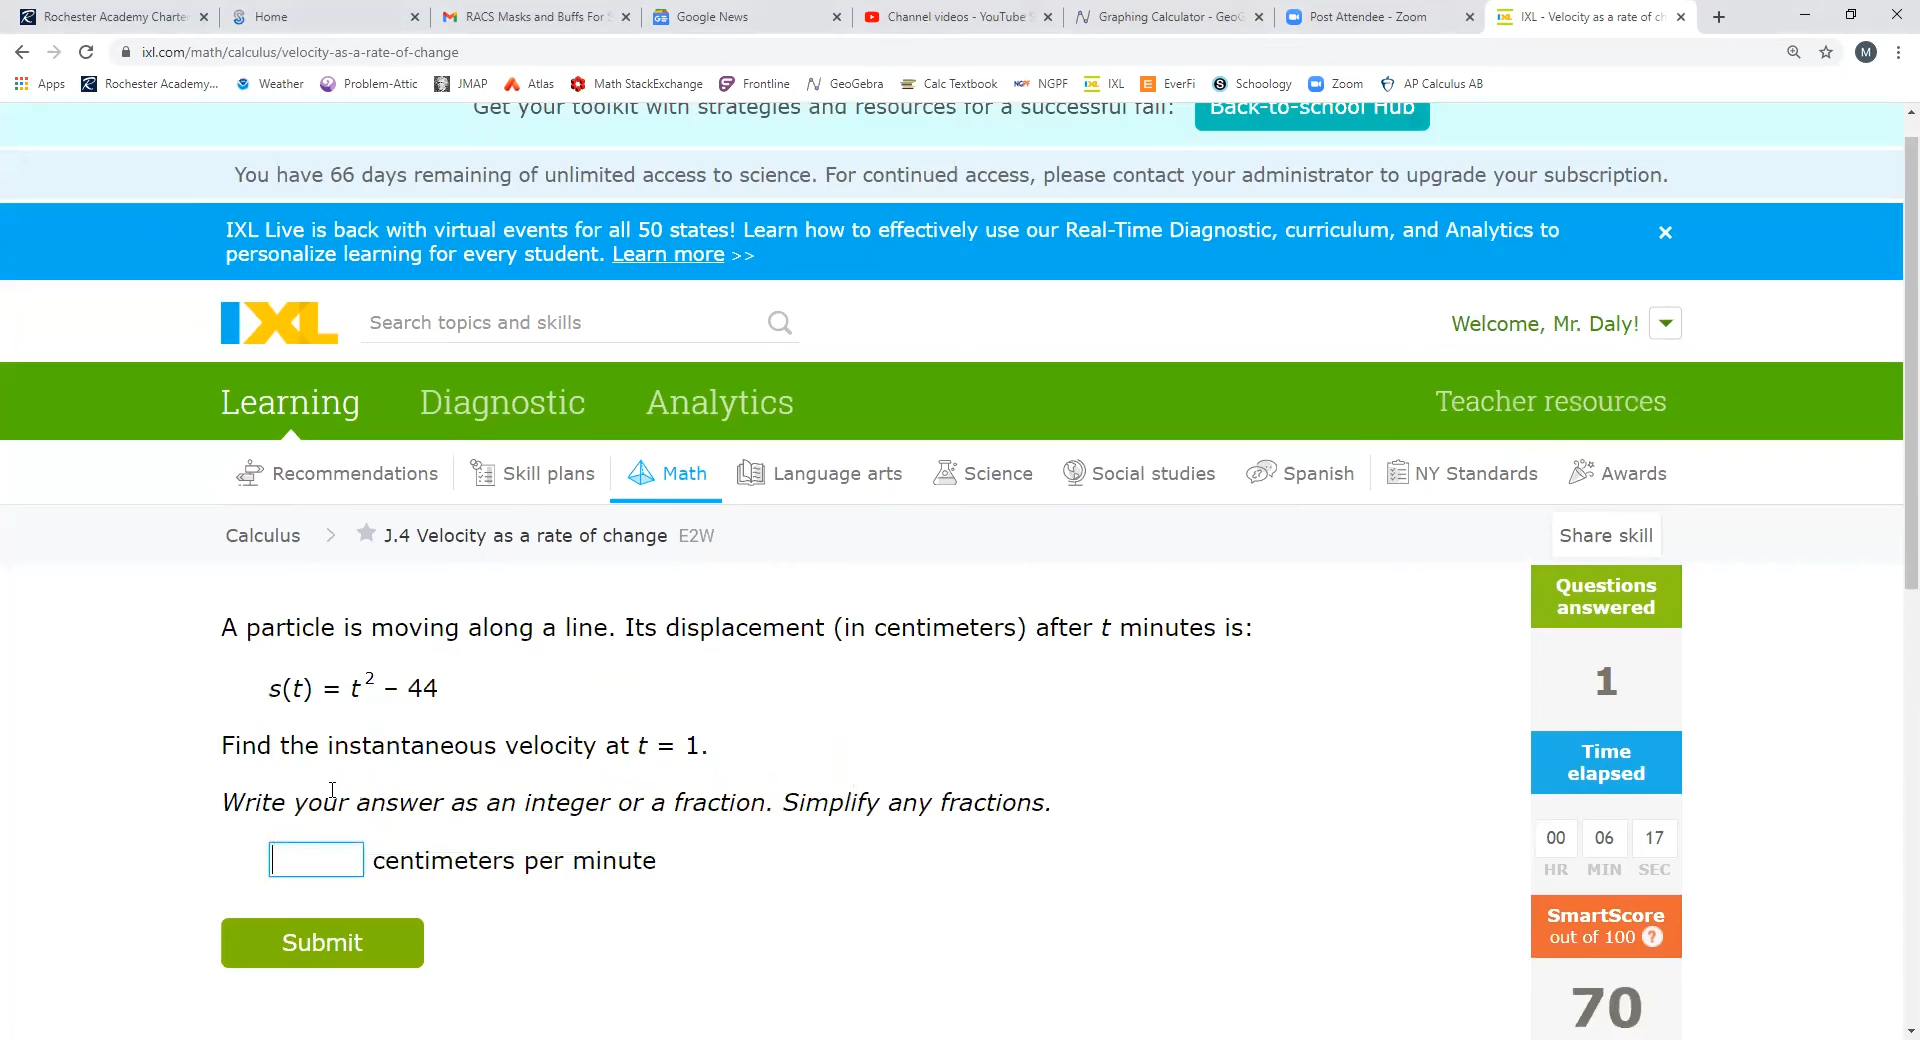 Rochester Academy Charter
Home
RACS Masks and Buffs For S
Google News
Channel videos - YouTube S
Graphing Calculator - GeoG
Post Attendee - Zoom
IXL - Velocity as a rate of ch
ixl.com/math/calculus/velocity-as-a-rate-of-change
M
Apps
Rochester Academy...
Weather
Problem-Attic
JMAP
Atlas
Math StackExchange
Frontline
GeoGebra
Calc Textbook
NGPF NGPF
IXL
EverFi
Schoology
Zoom
AP Calculus AB
Get your toolkit with strategies and resources for a successful fall:
Back-to-school Hub
You have 66 days remaining of unlimited access to science. For continued access, please contact your administrator to upgrade your subscription.
IXL Live is back with virtual events for all 50 states! Learn how to effectively use our Real-Time Diagnostic, curriculum, and Analytics to
personalize learning for every student. Learn more >>
IXL
Search topics and skills
Welcome, Mr. Daly!
Learning
Diagnostic
Analytics
Teacher resources
Recommendations
Skill plans
Math
Language arts
Science
Social studies
Spanish
NY Standards
Awards
Calculus > J.4 Velocity as a rate of change E2W
Share skill
A particle is moving along a line. Its displacement (in centimeters) after t minutes is:
s(t) = t² – 44
Find the instantaneous velocity at t = 1.
Write your answer as an integer or a fraction. Simplify any fractions.
centimeters per minute
Submit
Questions
answered
1
Time
elapsed
00 06 17
HR MIN SEC
SmartScore
out of 100 ?
70